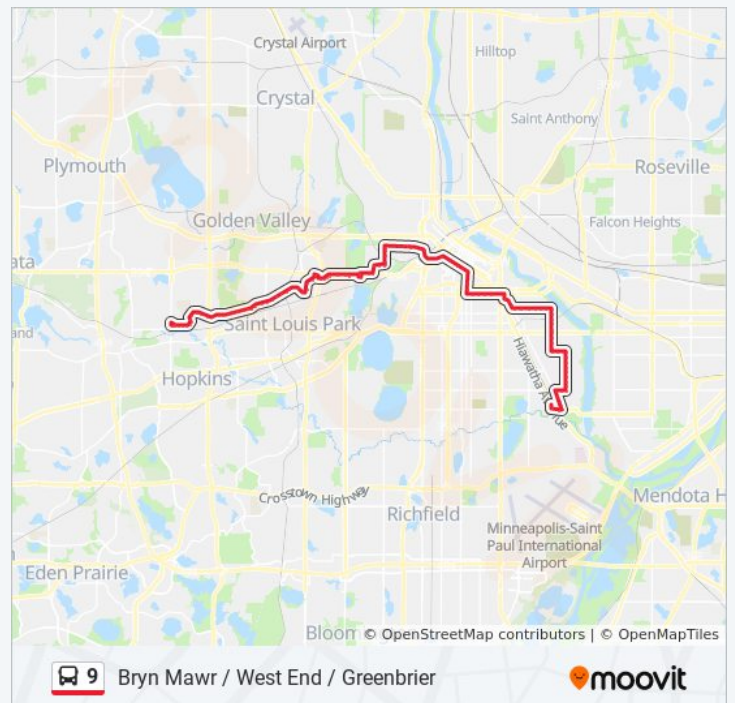 Crystal Airport
Hilltop
Crystal
Saint Anthony
Plymouth
Roseville
Golden Valley
Falcon Heights
ata
Saint Louis Park
land
Hopkins
Hiawatha Avenue
Crosstown Highway
Mendota H
Richfield
Minneapolis-Saint
Paul International
Airport
Eden Prairie
Bloom © OpenStreetMap contributors | © OpenMapTiles
9 Bryn Mawr / West End / Greenbrier
moovit